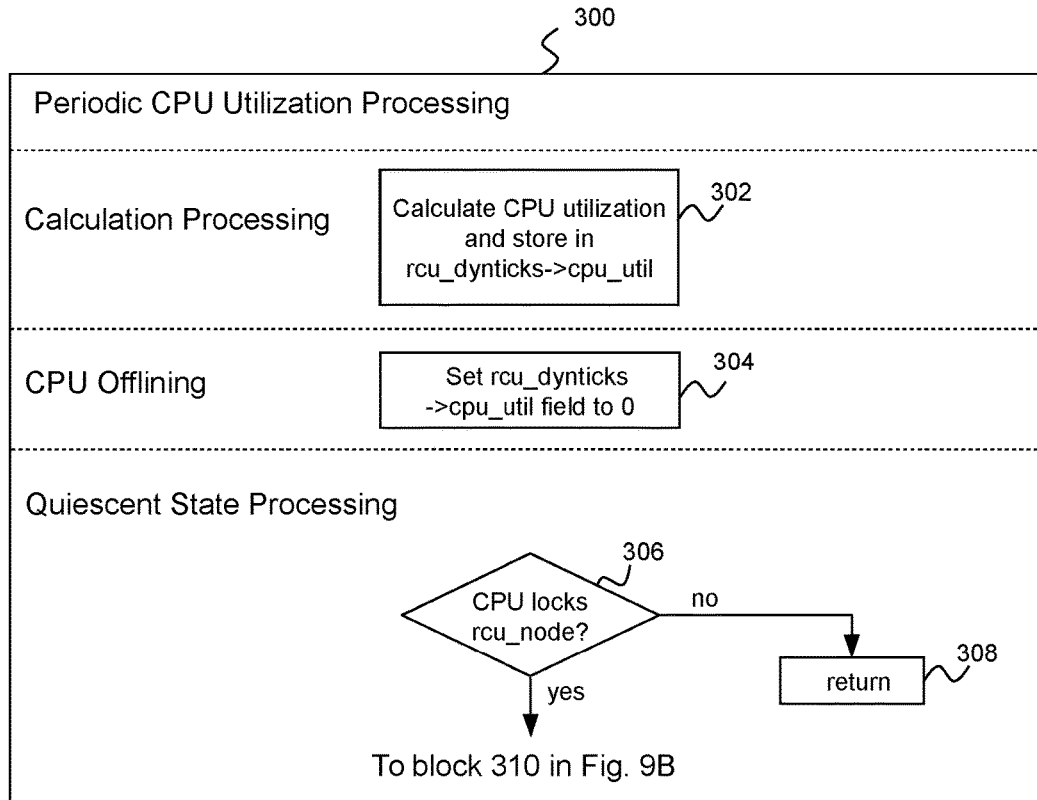 300
Periodic CPU Utilization Processing
Calculation Processing
Calculate CPU utilization
and store in
rcu_dynticks->cpu_util
302
CPU Offlining
Set rcu_dynticks
->cpu_util field to 0
304
Quiescent State Processing
306
CPU locks
rcu_node?
no
308
return
yes
To block 310 in Fig. 9B